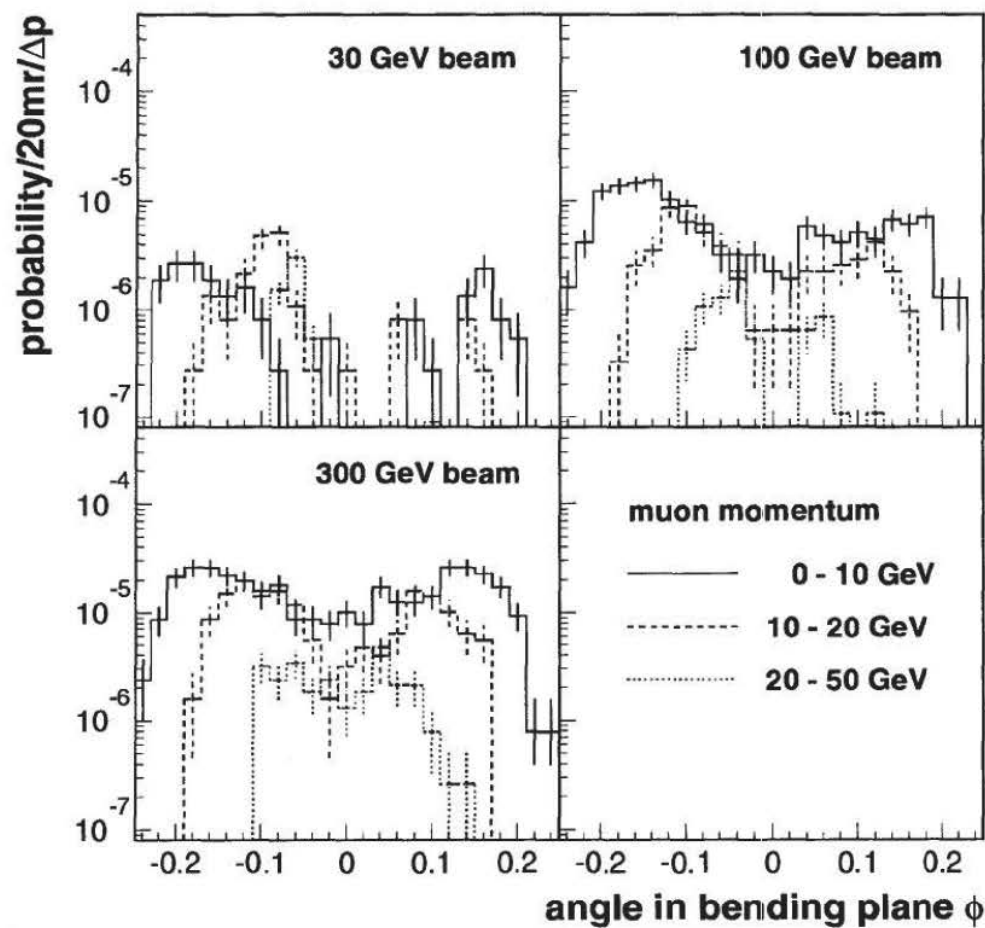 probability/20mr/Δp
30 GeV beam
100 GeV beam
10 -4
10 -5
10 -6
10 -7
300 GeV beam
10 -4
10 -5
10 -6
10 -7
muon momentum
0 - 10 GeV
10 - 20 GeV
20 - 50 GeV
-0.2 -0.1 0 0.1 0.2 -0.2 -0.1 0 0.1 0.2
angle in bending plane ϕ